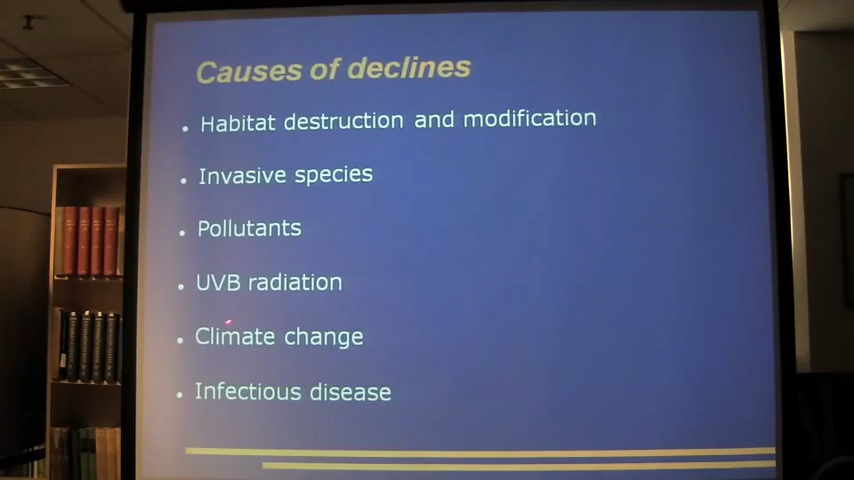 Causes of declines
Habitat destruction and modification
Invasive species
Pollutants
UVB radiation
Climate change
Infectious disease